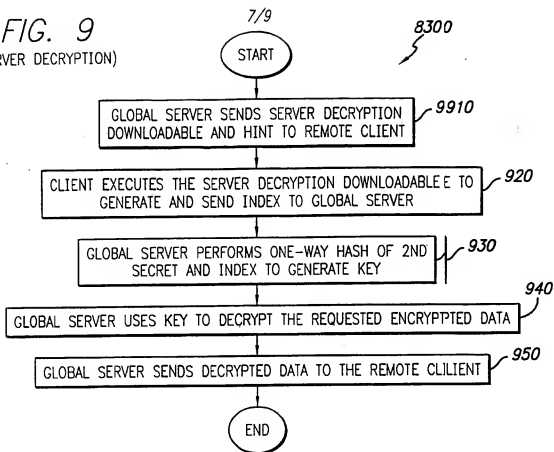 7/9
FIG. 9
RVER DECRYPTION)
8300
START
GLOBAL SERVER SENDS SERVER DECRYPTION
DOWNLOADABLE AND HINT TO REMOTE CLIENT
9910
CLIENT EXECUTES THE SERVER DECRYPTION DOWNLOADABLE E TO
GENERATE AND SEND INDEX TO GLOBAL SERVER
920
GLOBAL SERVER PERFORMS ONE-WAY HASH OF 2ND
SECRET AND INDEX TO GENERATE KEY
930
GLOBAL SERVER USES KEY TO DECRYPT THE REQUESTED ENCRYPPTED DATA
940
GLOBAL SERVER SENDS DECRYPTED DATA TO THE REMOTE CLILIENT
950
END